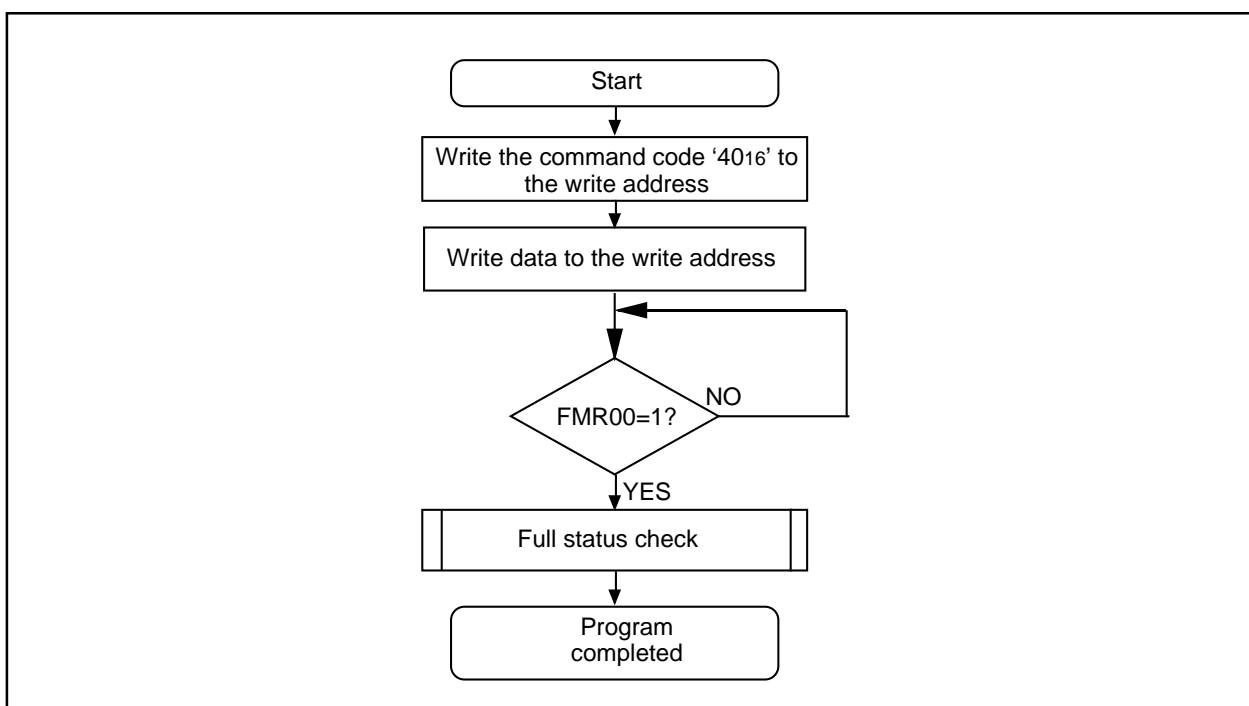 Start
Write the command code ‘4016’ to
the write address
Write data to the write address
NO
FMR00=1?
YES
Full status check
Program
completed